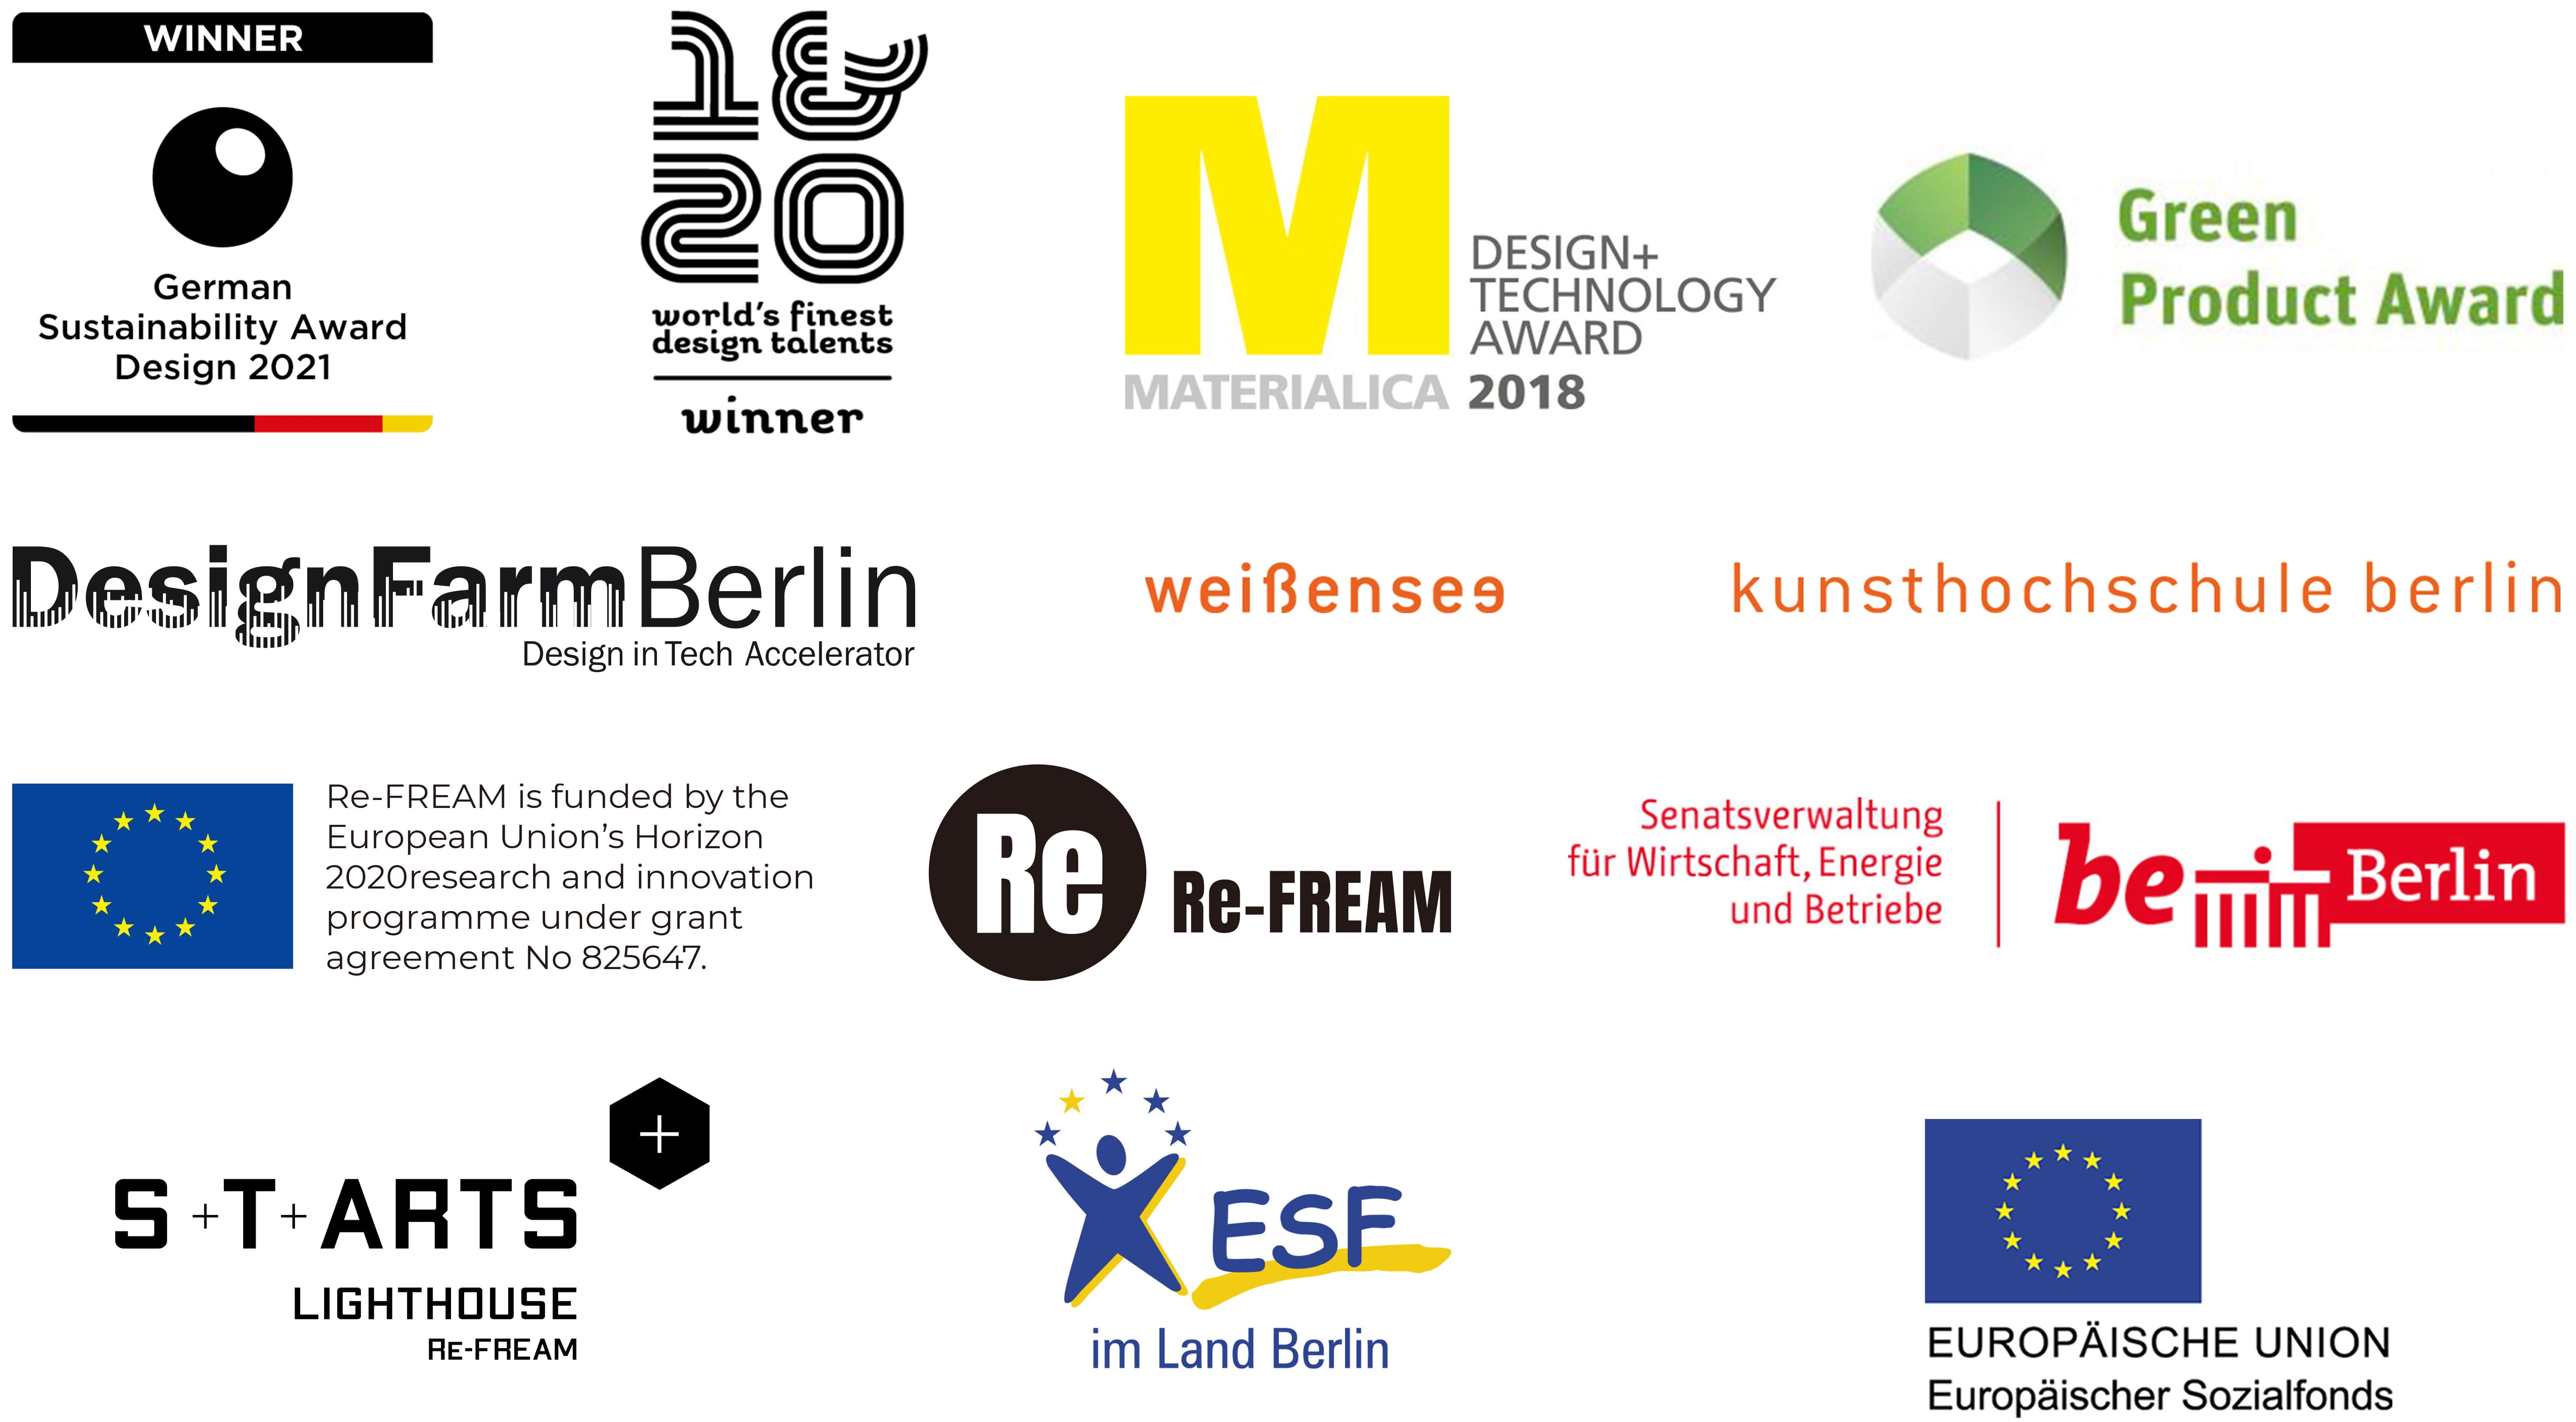 WINNER
German
Sustainability Award
Design 2021
1&
20
world's finest
design talents
winner
M
DESIGN+
TECHNOLOGY
AWARD
MATERIALICA 2018
Green
Product Award
DesignFarmBerlin
Design in Tech Accelerator
weißensee kunsthochschule berlin
Re-FREAM is funded by the
European Union's Horizon
2020research and innovation
programme under grant
agreement No 825647.
Re
Re-FREAM
Senatsverwaltung
für Wirtschaft, Energie
und Betriebe
be Berlin
+
S+T+ARTS
LIGHTHOUSE
RE-FREAM
ESF
im Land Berlin
EUROPÄISCHE UNION
Europäischer Sozialfonds